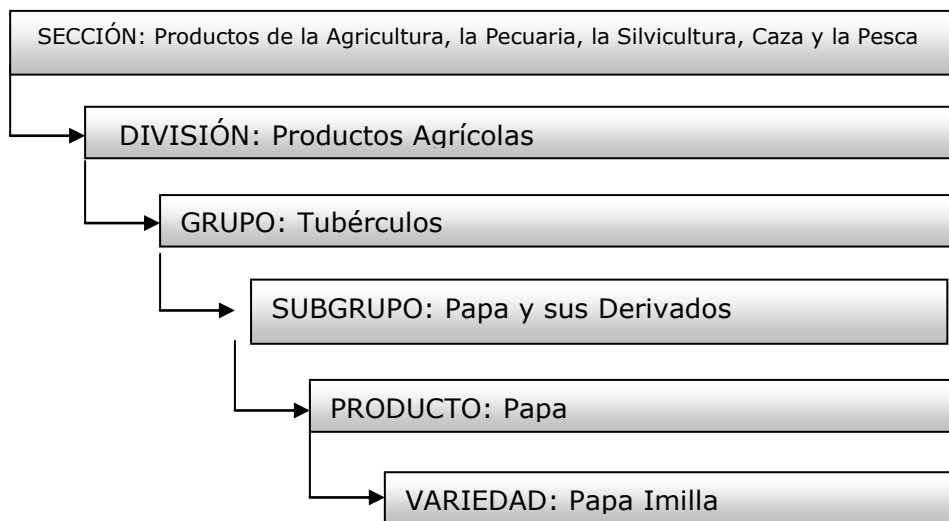 SECCIÓN: Productos de la Agricultura, la Pecuaria, la Silvicultura, Caza y la Pesca
DIVISIÓN: Productos Agrícolas
GRUPO: Tubérculos
SUBGRUPO: Papa y sus Derivados
PRODUCTO: Papa
VARIEDAD: Papa Imilla